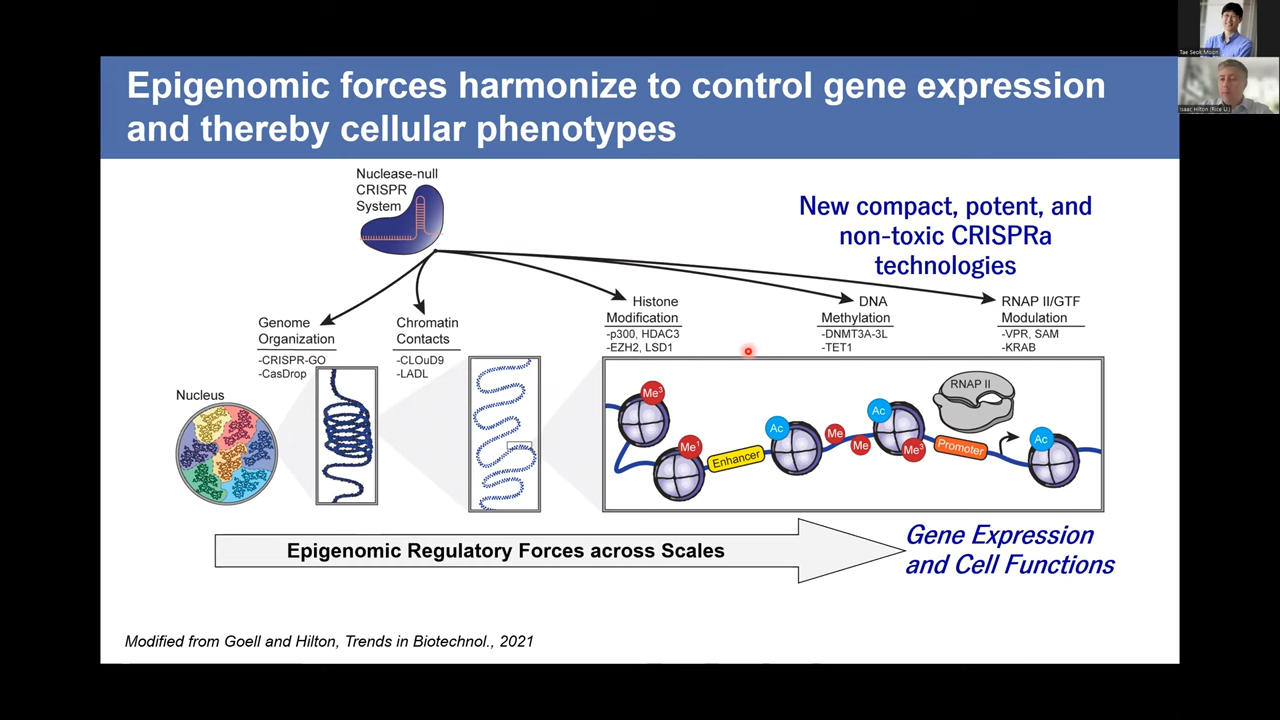 Tae Seok Moon
Isaac Hilton (Rice U.)
Epigenomic forces harmonize to control gene expression
and thereby cellular phenotypes
Nuclease-null
CRISPR
System
New compact, potent, and
non-toxic CRISPRa
technologies
Genome
Organization
-CRISPR-GO
-CasDrop
Chromatin
Contacts
-CLOuD9
-LADL
Histone
Modification
-p300, HDAC3
-EZH2, LSD1
DNA
Methylation
-DNMT3A-3L
-TET1
RNAP II/GTF
Modulation
-VPR, SAM
-KRAB
Nucleus
Me3
Me1
Enhancer
Ac
Me
Me
Ac
Me3
RNAP II
Promoter
Ac
Epigenomic Regulatory Forces across Scales
Gene Expression
and Cell Functions
Modified from Goell and Hilton, Trends in Biotechnol., 2021